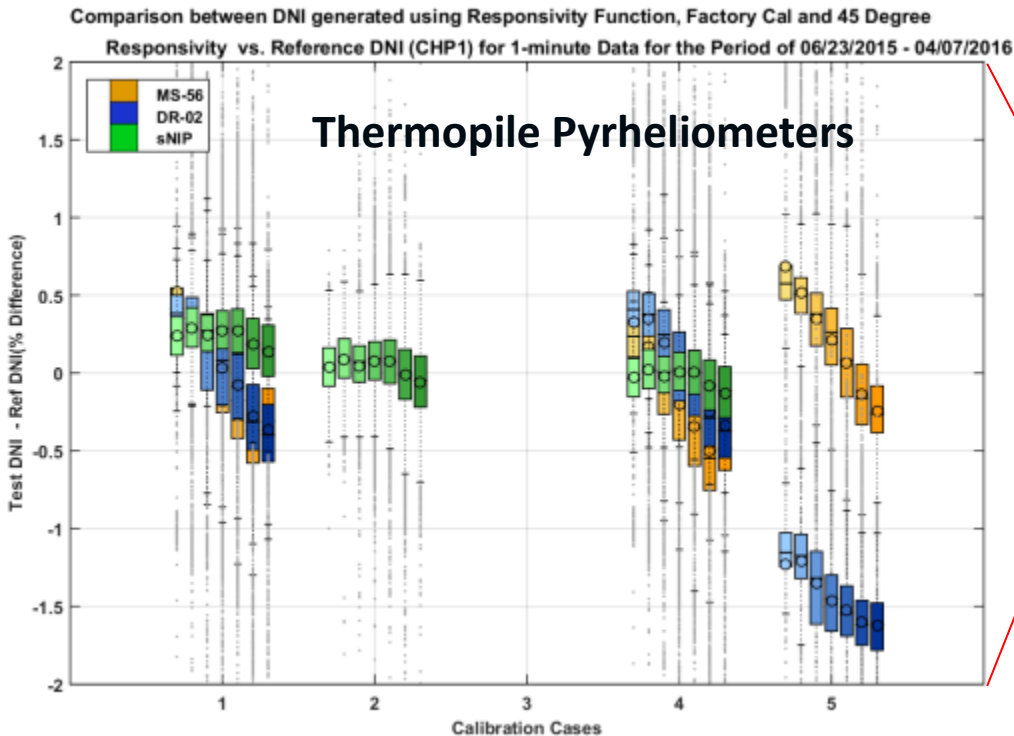 Comparison between DNI generated using Responsivity Function, Factory Cal and 45 Degree
Responsivity vs. Reference DNI (CHP1) for 1-minute Data for the Period of 06/23/2015 - 04/07/2016
Thermopile Pyrheliometers
MS-56
DR-02
sNIP
Test DNI - Ref DNI(% Difference)
2
1.5
1
0.5
0
-0.5
-1
-1.5
-2
1 2 3 4 5
Calibration Cases